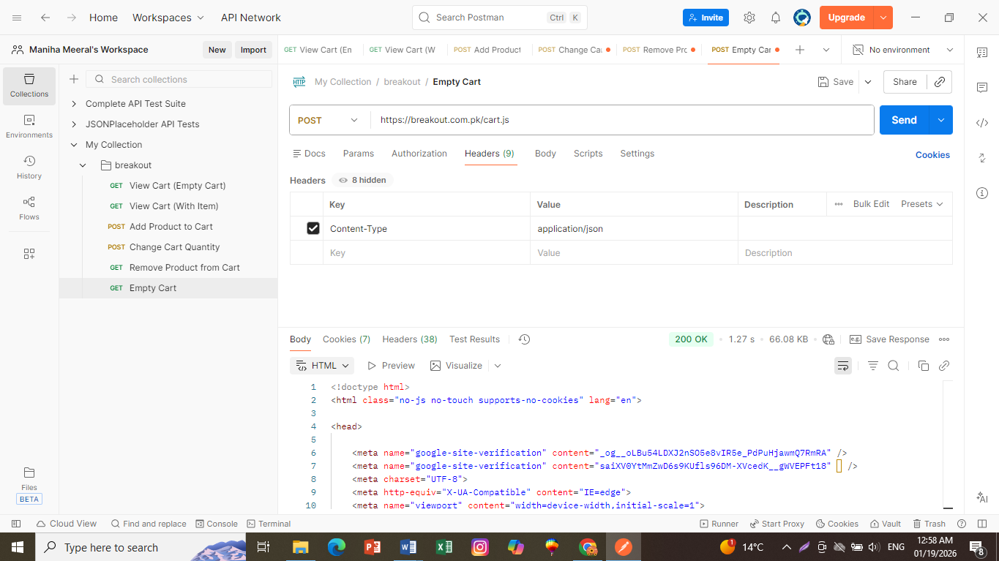 Home Workspaces API Network Search Postman Ctrl K Invite Upgrade
Maniha Meeral's Workspace New Import GET View Cart (En GET View Cart (W POST Add Product POST Change Ca POST Remove Pro POST Empty Car No environment
Collections
Environments
History
Flows
Files
BETA
Search collections
Complete API Test Suite
JSONPlaceholder API Tests
My Collection
breakout
GET View Cart (Empty Cart)
GET View Cart (With Item)
POST Add Product to Cart
POST Change Cart Quantity
GET Remove Product from Cart
GET Empty Cart
HTTP My Collection / breakout / Empty Cart Save Share
POST https://breakout.com.pk/cart.js Send
Docs Params Authorization Headers (9) Body Scripts Settings Cookies
Headers 8 hidden
Key Value Description Bulk Edit Presets
Content-Type application/json
Key Value Description
Body Cookies (7) Headers (38) Test Results 200 OK 1.27 s 66.08 KB e.g. Save Response
HTML Preview Visualize
1 <!doctype html>
2 <html class="no-js no-touch supports-no-cookies" lang="en">
3
4 <head>
5
6 <meta name="google-site-verification" content="_og__oLBu54LDXJ2nSO5e8vIR5e_PdPuHjawmQ7RmRA" />
7 <meta name="google-site-verification" content="saiXV0YtMmZwD6s9KUfls96DM-XVcedK__gWVEPFt18" />
8 <meta charset="UTF-8">
9 <meta http-equiv="X-UA-Compatible" content="IE=edge">
10 <meta name="viewport" content="width=device-width,initial-scale=1">
Cloud View Find and replace Console Terminal Runner Start Proxy Cookies Vault Trash
Type here to search 1 14°C ENG 12:58 AM
01/19/2026 8